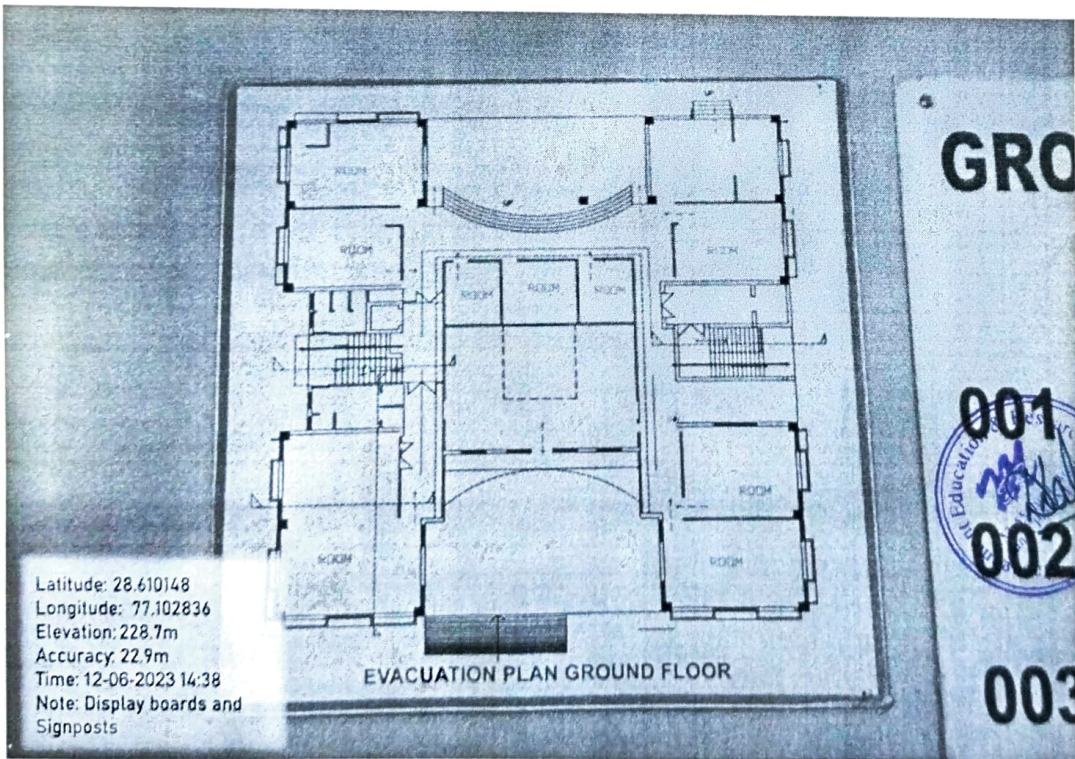 ROOM
ROOM
ROOM
ROOM
ROOM
ROOM
ROOM
ROOM
ROOM
EVACUATION PLAN GROUND FLOOR
GRO
001
002
003
Education &
Latitude: 28.610148
Longitude: 77.102836
Elevation: 228.7m
Accuracy: 22.9m
Time: 12-06-2023 14:38
Note: Display boards and
Signposts